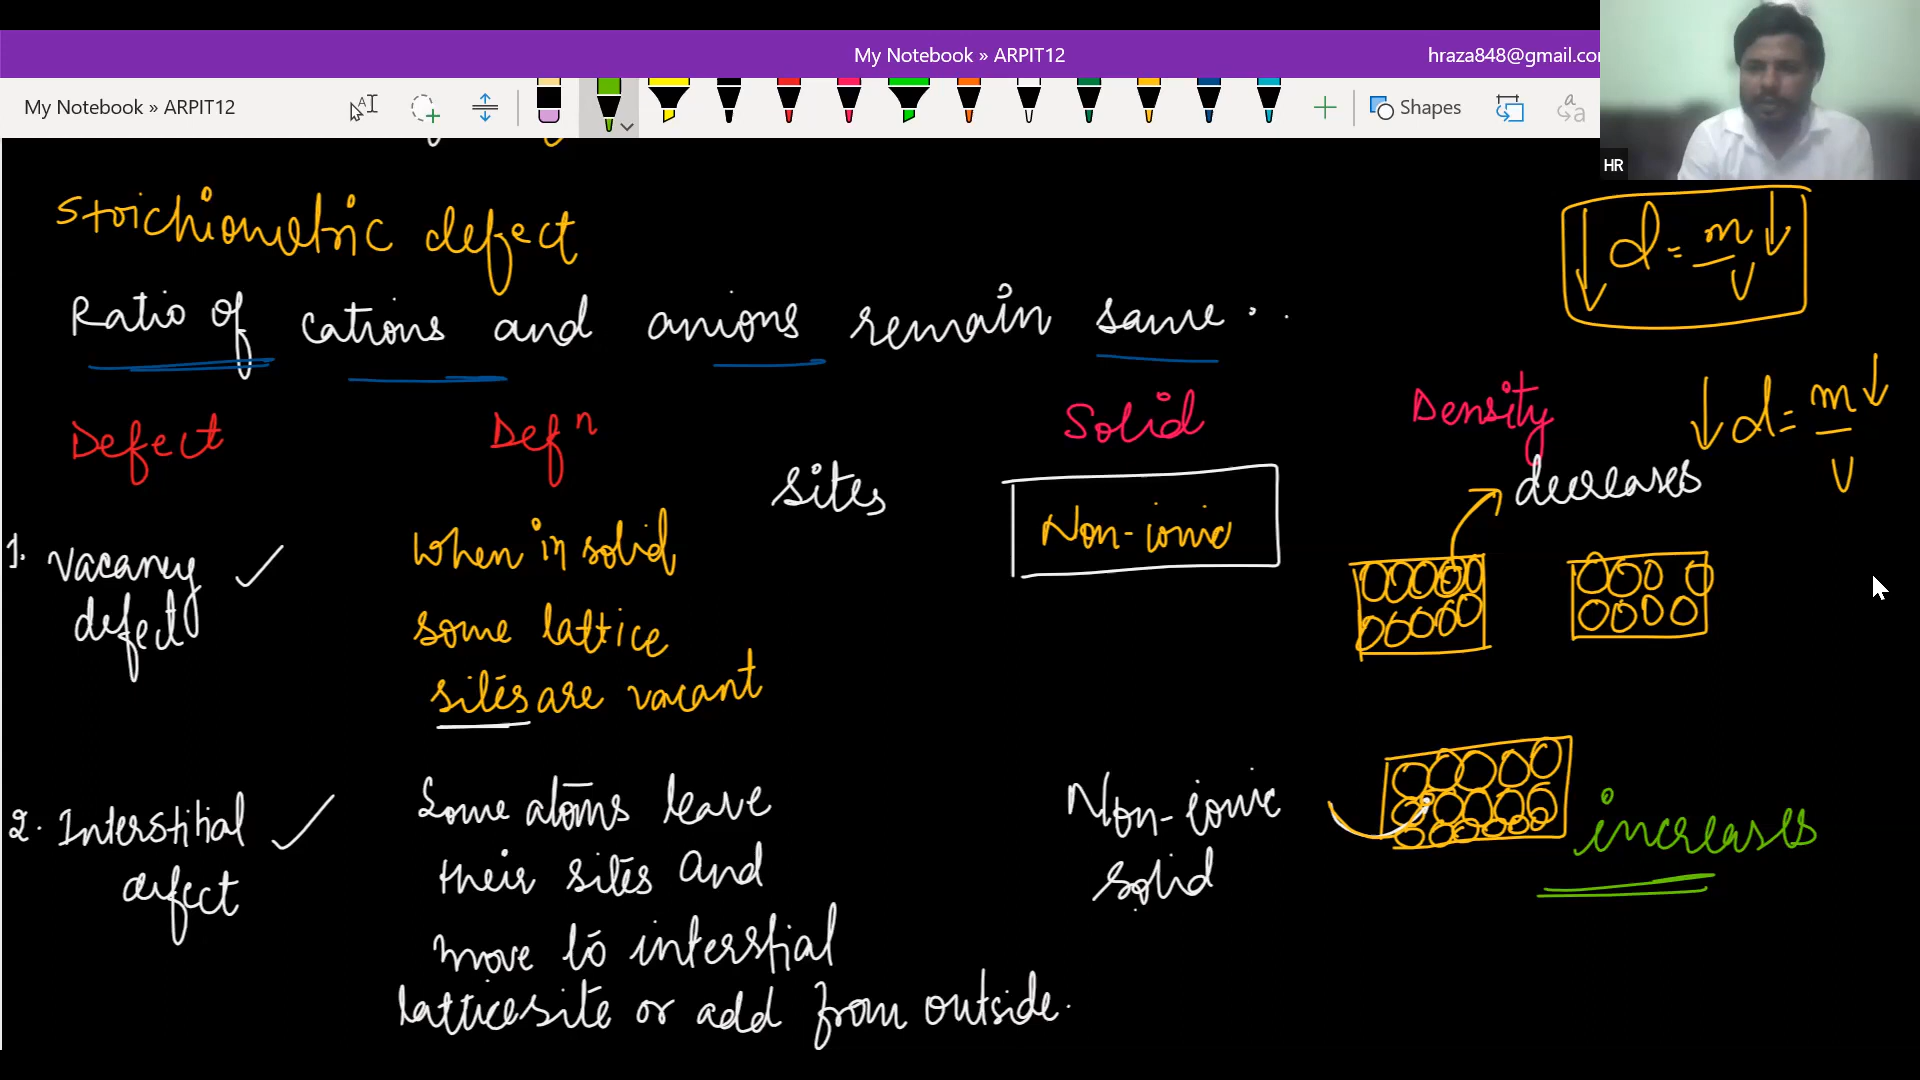 My Notebook » ARPIT12
hraza848@gmail.co
My Notebook » ARPIT12
Shapes
HR
Stoichiometric defect
↓ d = m/v ↓
Ratio of cations and anions remain same.
Defect Defⁿ Solid Density
↓ d = m/v ↓
sites
decreases
1. Vacancy defect ✓
When in solid
some lattice
sites are vacant
Non-ionic
2. Interstitial defect ✓
Some atoms leave
their sites and
move to interstial
lattice site or add from outside.
Non-ionic
solid
increases